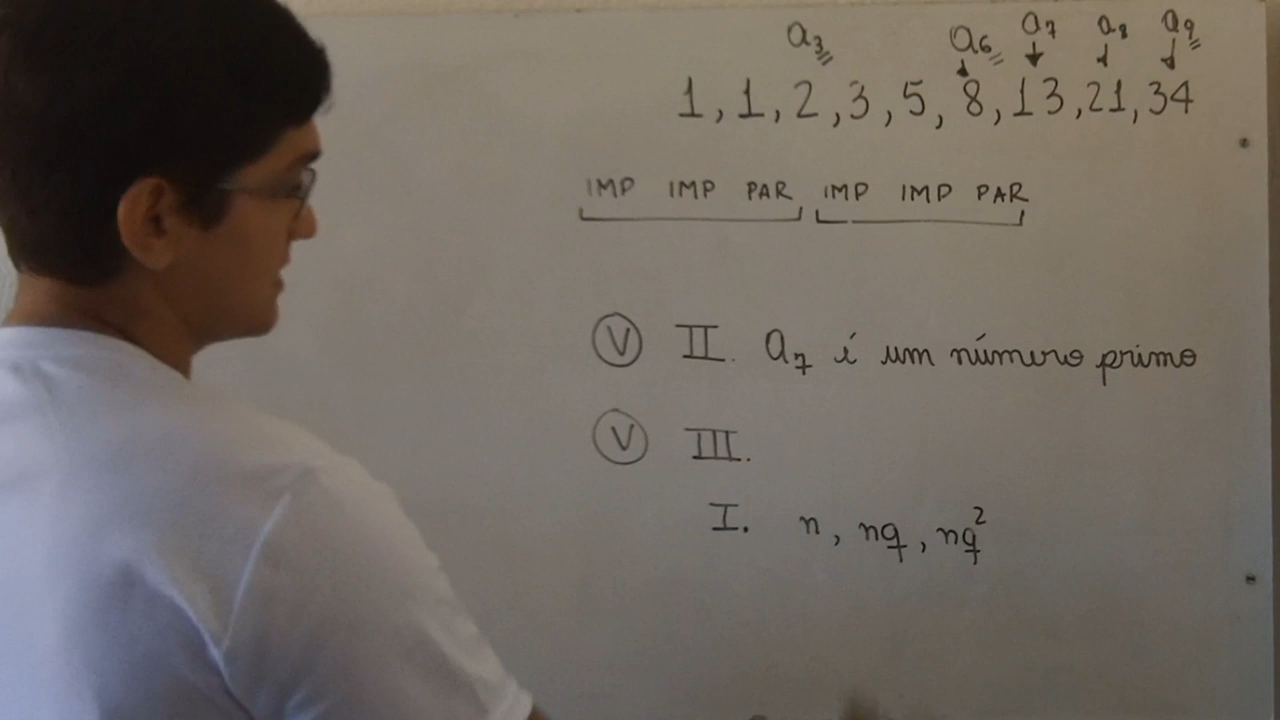 a₃ a₆ a₇ a₈ a₉
1, 1, 2, 3, 5, 8, 13, 21, 34
IMP IMP PAR IMP IMP PAR
V II. a₇ é um número primo
V III.
I. n, nq, nq²